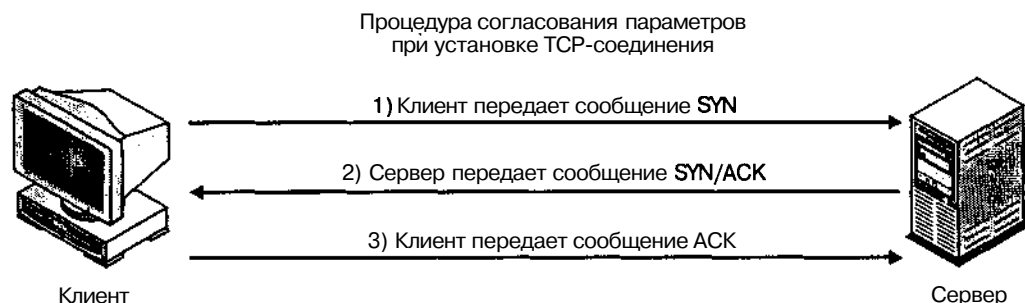 Процедура согласования параметров
при установке TCP-соединения
1) Клиент передает сообщение SYN
2) Сервер передает сообщение SYN/ACK
3) Клиент передает сообщение ACK
Клиент
Сервер